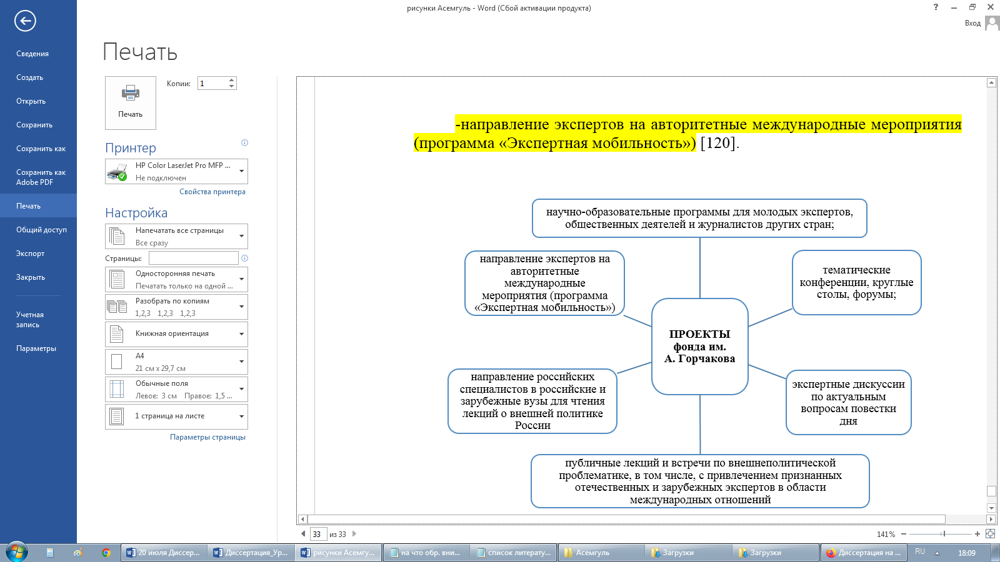 рисунки Асемгуль - Word (Сбой активации продукта)
Вход
Сведения
Создать
Открыть
Сохранить
Сохранить как
Сохранить как
Adobe PDF
Печать
Общий доступ
Экспорт
Закрыть
Учетная
запись
Параметры
Печать
Печать
Копии: 1
Принтер
HP Color LaserJet Pro MFP ...
Не подключен
Свойства принтера
Настройка
Напечатать все страницы
Все сразу
Страницы:
Односторонняя печать
Печатать только на одной ...
Разобрать по копиям
1,2,3 1,2,3 1,2,3
Книжная ориентация
A4
21 см x 29,7 см
Обычные поля
Левое: 3 см Правое: 1,5 ...
1 страница на листе
Параметры страницы
-направление экспертов на авторитетные международные мероприятия
(программа «Экспертная мобильность») [120].
научно-образовательные программы для молодых экспертов,
общественных деятелей и журналистов других стран;
направление экспертов на
авторитетные
международные
мероприятия (программа
«Экспертная мобильность»)
тематические
конференции, круглые
столы, форумы;
ПРОЕКТЫ
фонда им.
А. Горчакова
направление российских
специалистов в российские и
зарубежные вузы для чтения
лекций о внешней политике
России
экспертные дискуссии
по актуальным
вопросам повестки
дня
публичные лекций и встречи по внешнеполитической
проблематике, в том числе, с привлечением признанных
отечественных и зарубежных экспертов в области
международных отношений
33 из 33
141%
20 июля Диссер...
Диссертация_Ур...
рисунки Асемгу...
на что обр. вни...
список литерату...
Асемгуль
Загрузки
Загрузки
Диссертация на ...
RU
18:09